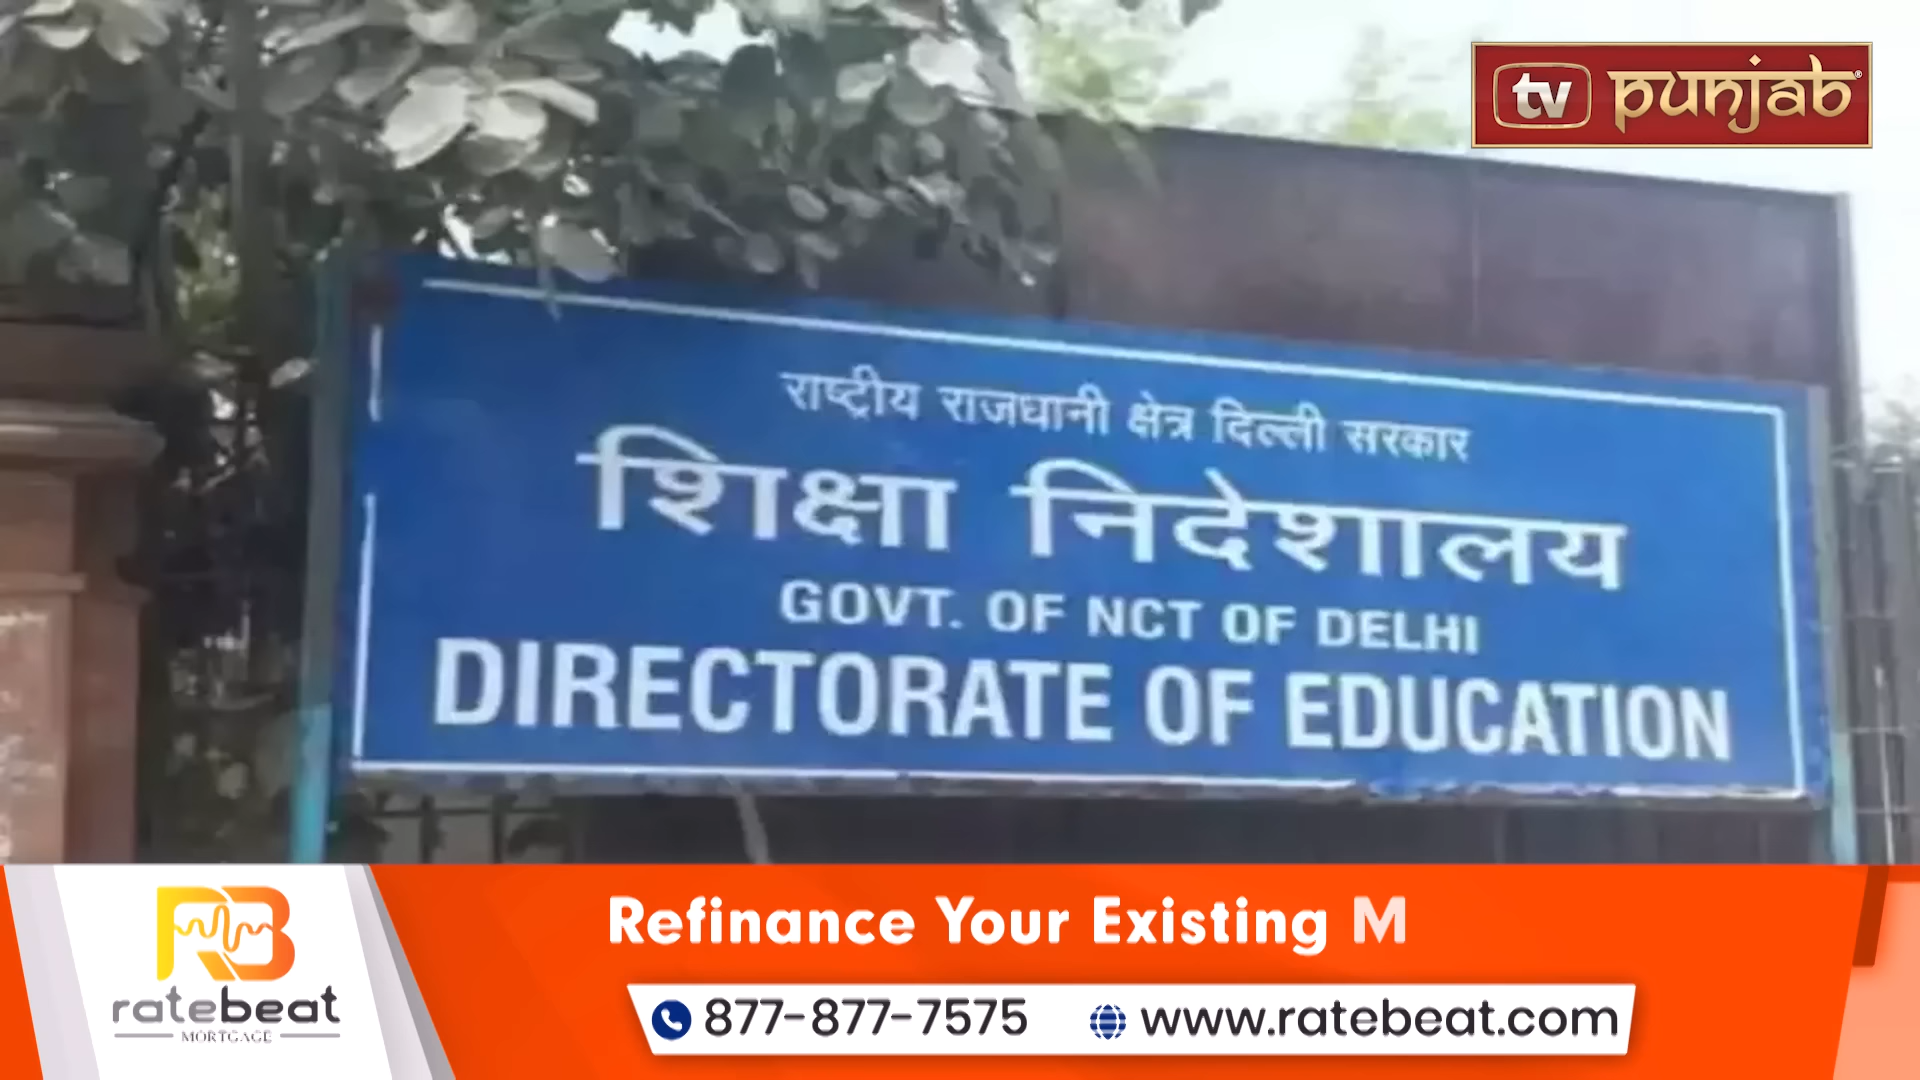 tv punjab®
राष्ट्रीय राजधानी क्षेत्र दिल्ली सरकार
शिक्षा निदेशालय
GOVT. OF NCT OF DELHI
DIRECTORATE OF EDUCATION
RB
ratebeat
MORTGAGE
Refinance Your Existing M
877-877-7575
www.ratebeat.com